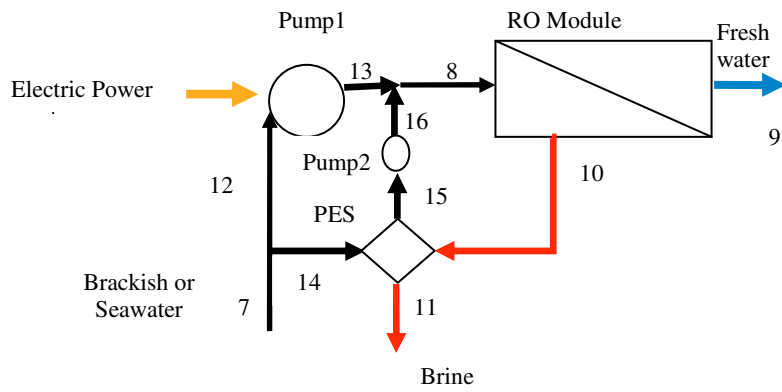 Pump1
RO Module
Fresh
water
13
8
Electric Power
.
16
9
Pump2
10
12
15
PES
14
Brackish or
Seawater
7
11
Brine